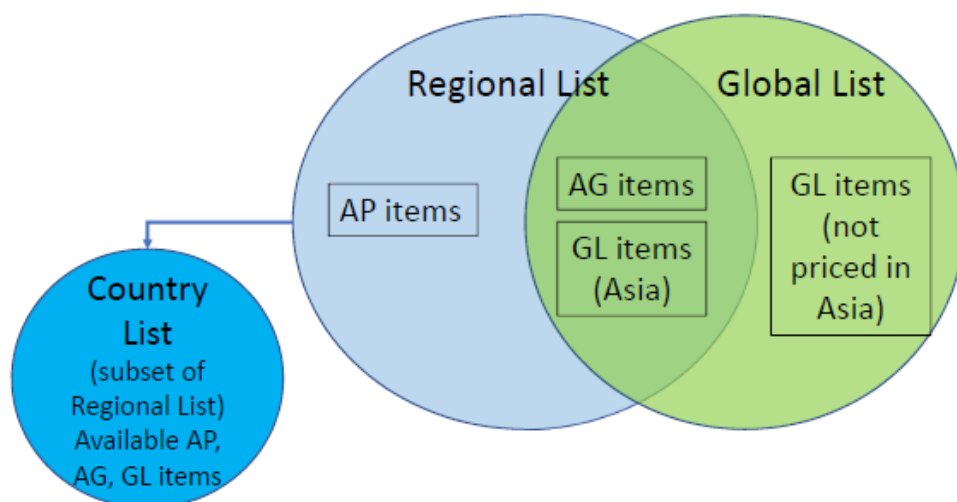 Regional List
Global List
AP items
AG items
GL items
(Asia)
GL items
(not
priced in
Asia)
Country
List
(subset of
Regional List)
Available AP,
AG, GL items